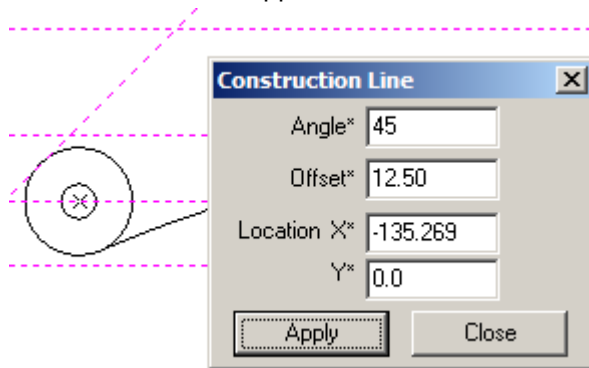 Construction Line
Angle* 45
Offset* 12.50
Location X* -135.269
Y* 0.0
Apply Close